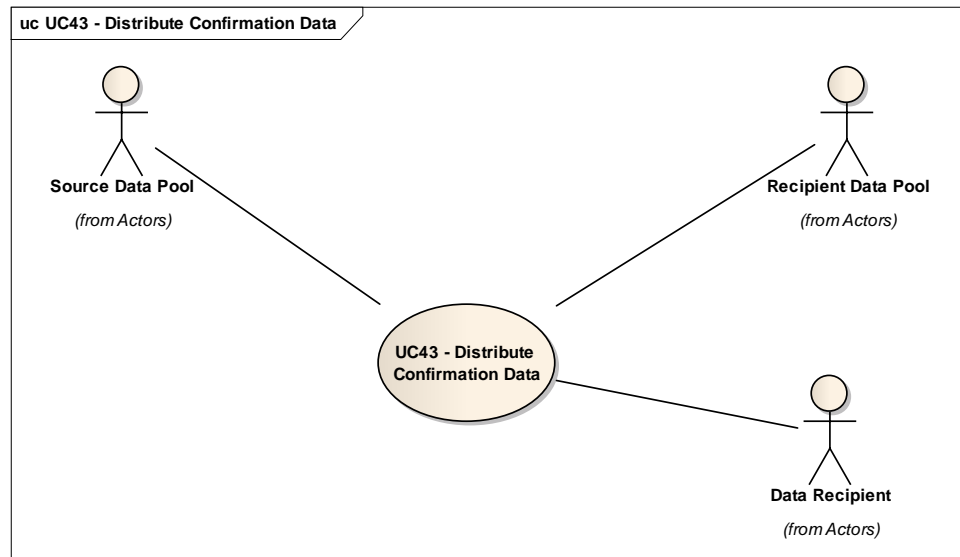 uc UC43 - Distribute Confirmation Data
Source Data Pool
(from Actors)
Recipient Data Pool
(from Actors)
UC43 - Distribute
Confirmation Data
Data Recipient
(from Actors)